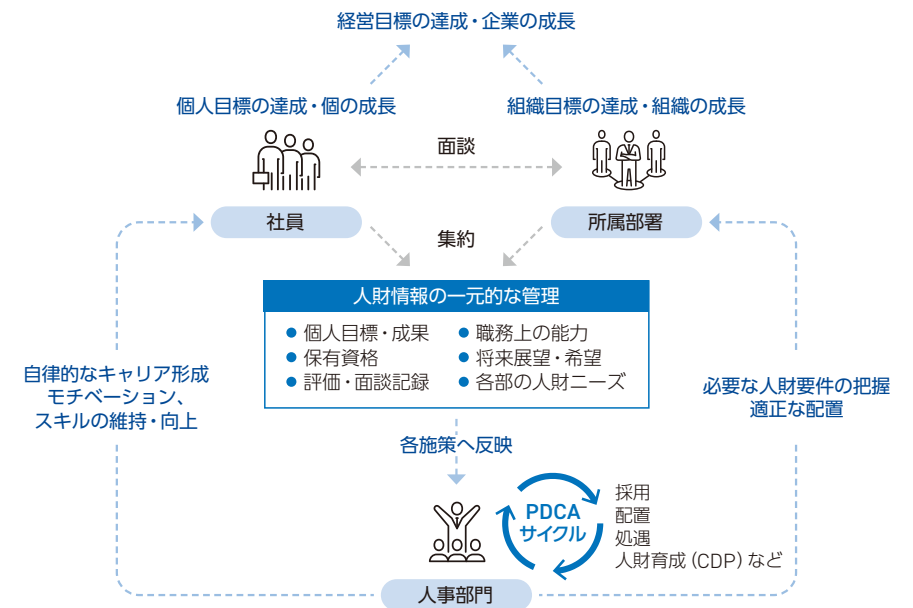 経営目標の達成・企業の成長
個人目標の達成・個の成長
組織目標の達成・組織の成長
面談
社員
所属部署
集約
人財情報の一元的な管理
● 個人目標・成果
● 保有資格
● 評価・面談記録
● 職務上の能力
● 将来展望・希望
● 各部の人財ニーズ
自律的なキャリア形成
モチベーション、
スキルの維持・向上
必要な人財要件の把握
適正な配置
各施策へ反映
PDCA
サイクル
採用
配置
処遇
人財育成（CDP）など
人事部門